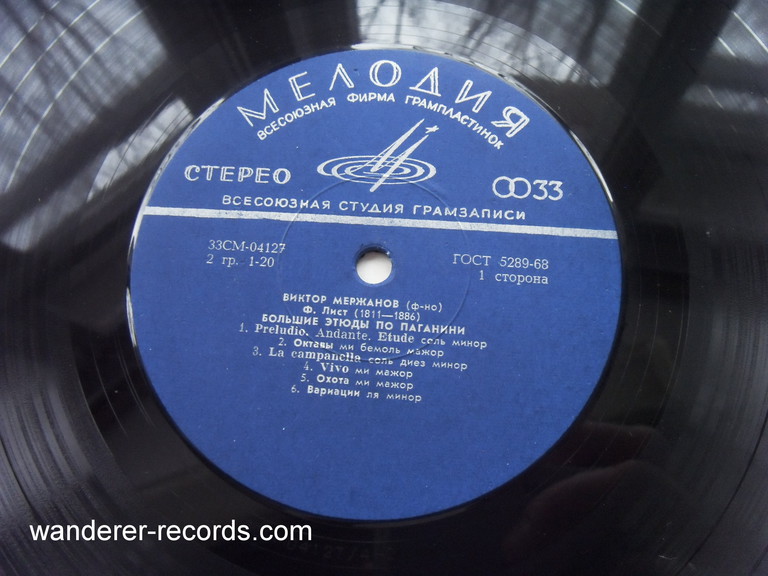 МЕЛОДИЯ
ВСЕСОЮЗНАЯ ФИРМА ГРАМПЛАСТИНОК
СТЕРЕО
33
ВСЕСОЮЗНАЯ СТУДИЯ ГРАМЗАПИСИ
33СМ-04127
ГОСТ 5289-68
2 гр. 1-20
1 сторона
ВИКТОР МЕРЖАНОВ (ф-но)
Ф. Лист (1811—1886)
БОЛЬШИЕ ЭТЮДЫ ПО ПАГАНИНИ
1. Preludio. Andante. Etude соль минор
2. Октавы ми бемоль мажор
3. La campanella соль диез минор
4. Vivo ми мажор
5. Охота ми мажор
6. Вариации ля минор
wanderer-records.com